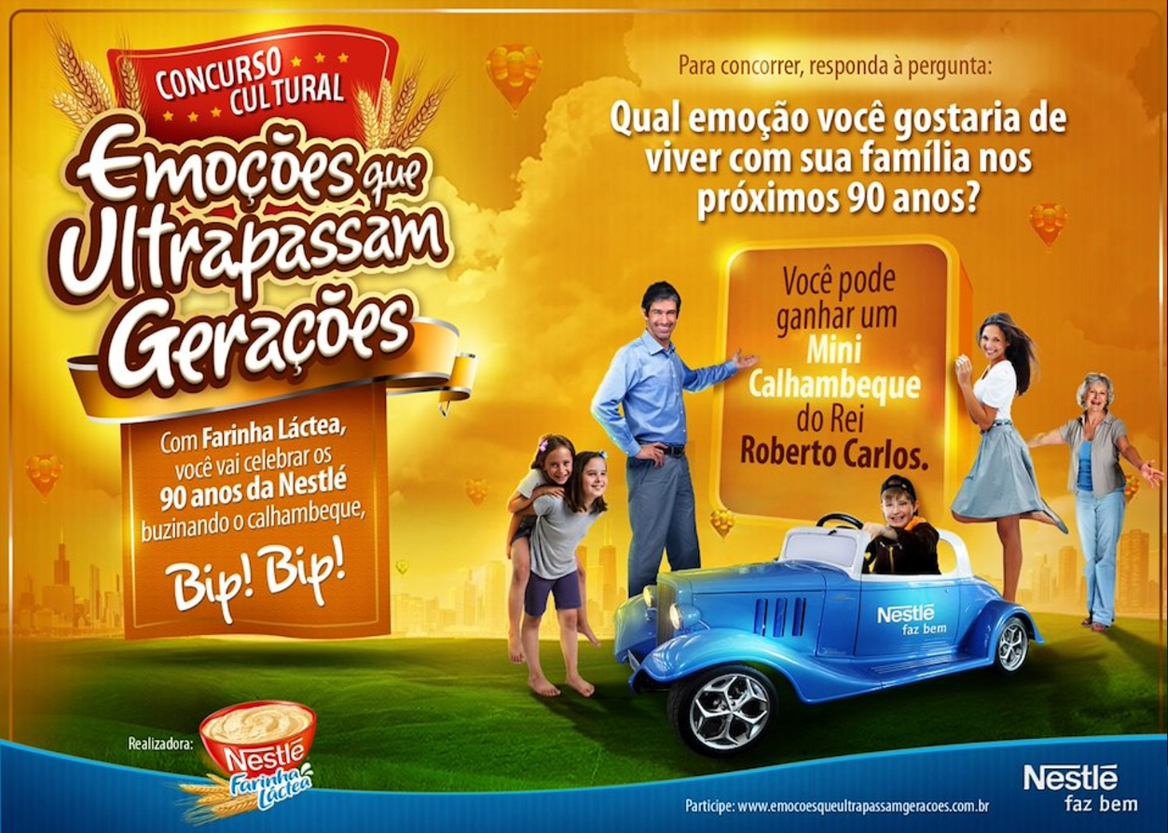 CONCURSO
CULTURAL
Emoções que
Ultrapassam
Gerações
Com Farinha Láctea,
você vai celebrar os
90 anos da Nestlé
buzinando o calhambeque,
Bip! Bip!
Para concorrer, responda à pergunta:
Qual emoção você gostaria de
viver com sua família nos
próximos 90 anos?
Você pode
ganhar um
Mini
Calhambeque
do Rei
Roberto Carlos.
Nestlé
faz bem
Realizadora:
Nestlé
Farinha
Láctea
Participe: www.emocoesqueultrapassamgeracoes.com.br
Nestlé
faz bem